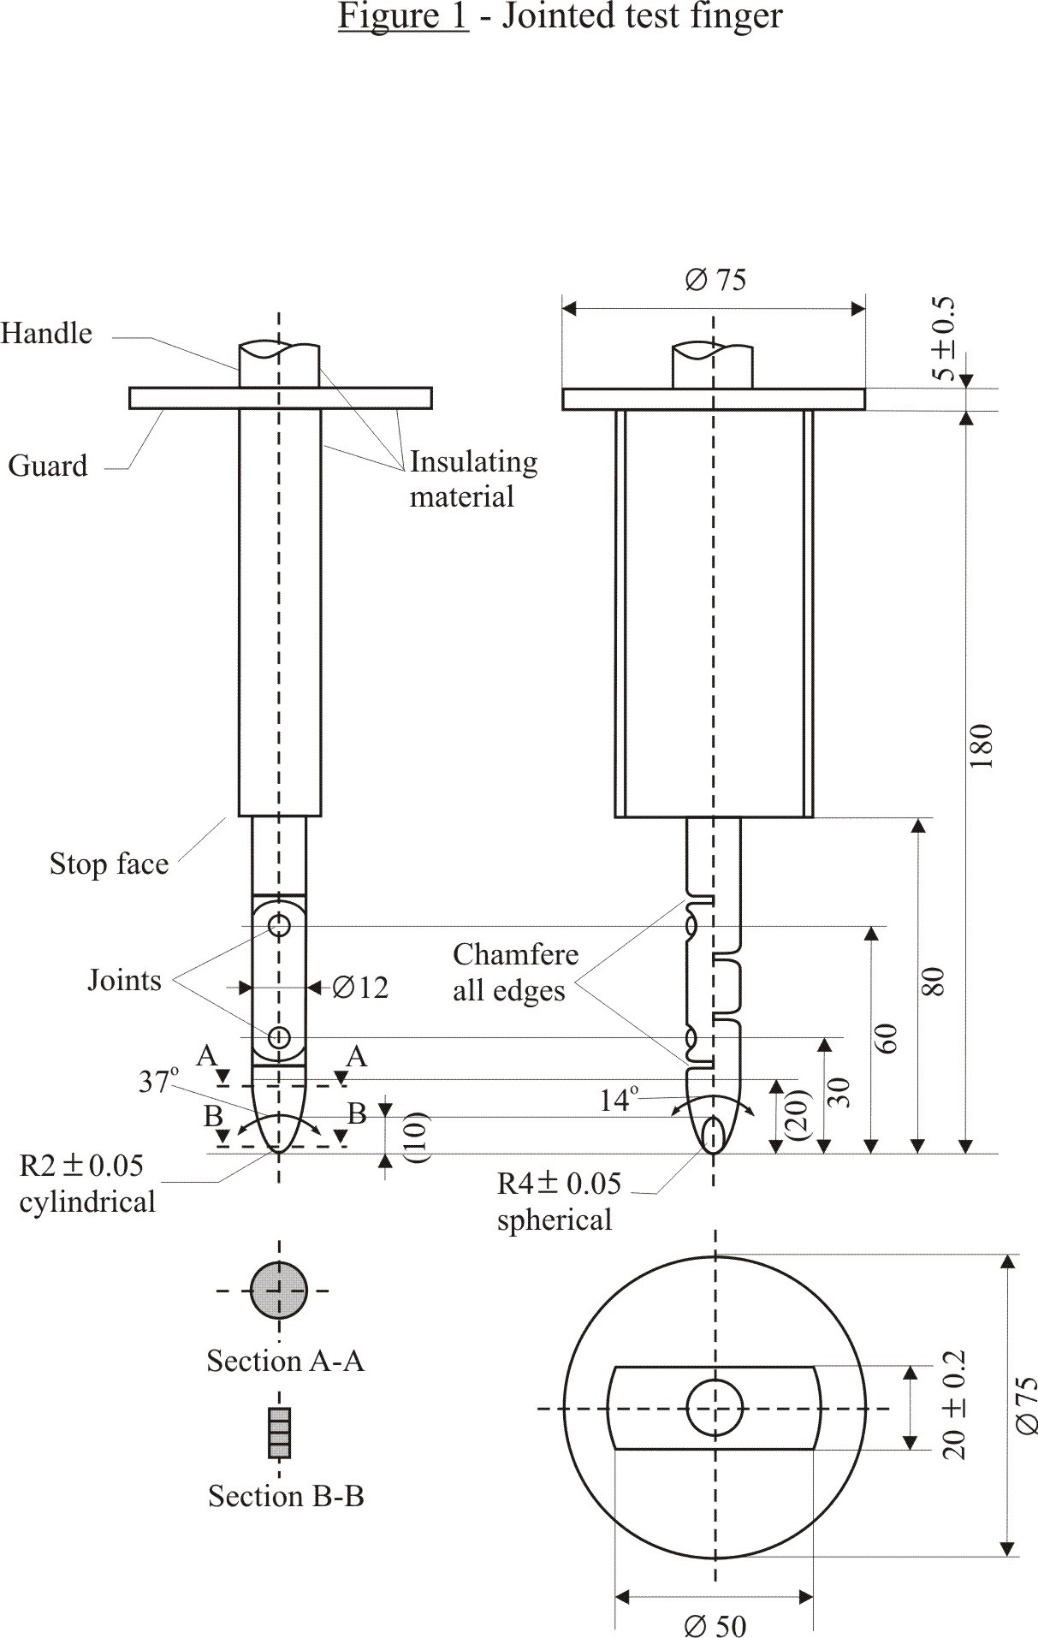 Figure 1 - Jointed test finger
Ø 75
5 ± 0.5
Handle
Guard
Insulating
material
180
Stop face
Chamfere
all edges
Joints
Ø12
80
60
30
(20)
A
A
37°
14°
B
B
(10)
R2 ± 0.05
cylindrical
R4± 0.05
spherical
Section A-A
20 ± 0.2
Ø 75
Section B-B
Ø 50